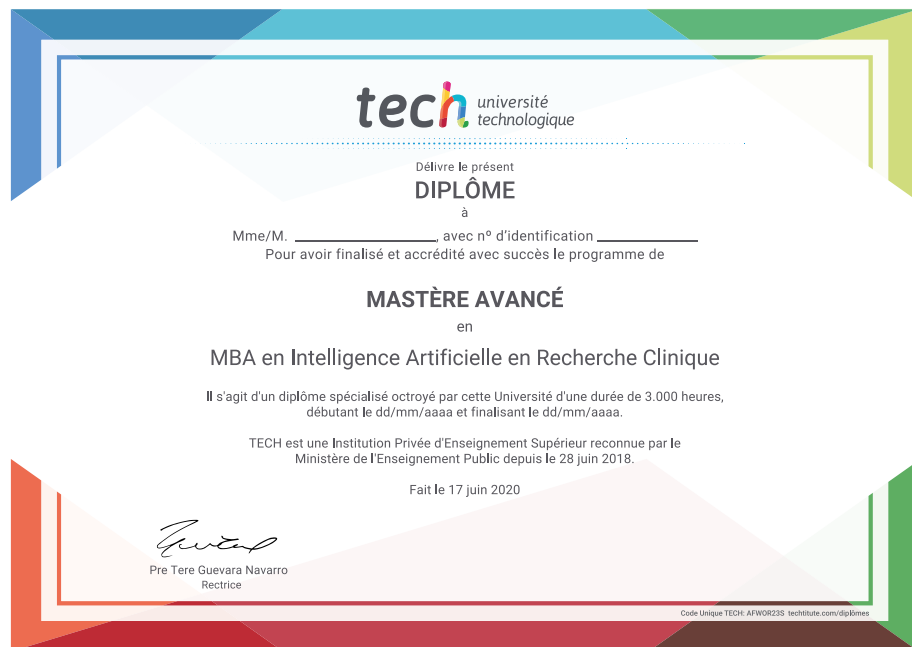 tech université
technologique
Délivre le présent
DIPLÔME
à
Mme/M. ____________________, avec nº d'identification ______________
Pour avoir finalisé et accrédité avec succès le programme de
MASTÈRE AVANCÉ
en
MBA en Intelligence Artificielle en Recherche Clinique
Il s'agit d'un diplôme spécialisé octroyé par cette Université d'une durée de 3.000 heures,
débutant le dd/mm/aaaa et finalisant le dd/mm/aaaa.
TECH est une Institution Privée d'Enseignement Supérieur reconnue par le
Ministère de l'Enseignement Public depuis le 28 juin 2018.
Fait le 17 juin 2020
Pre Tere Guevara Navarro
Rectrice
Code Unique TECH: AFWOR23S techtitute.com/diplômes